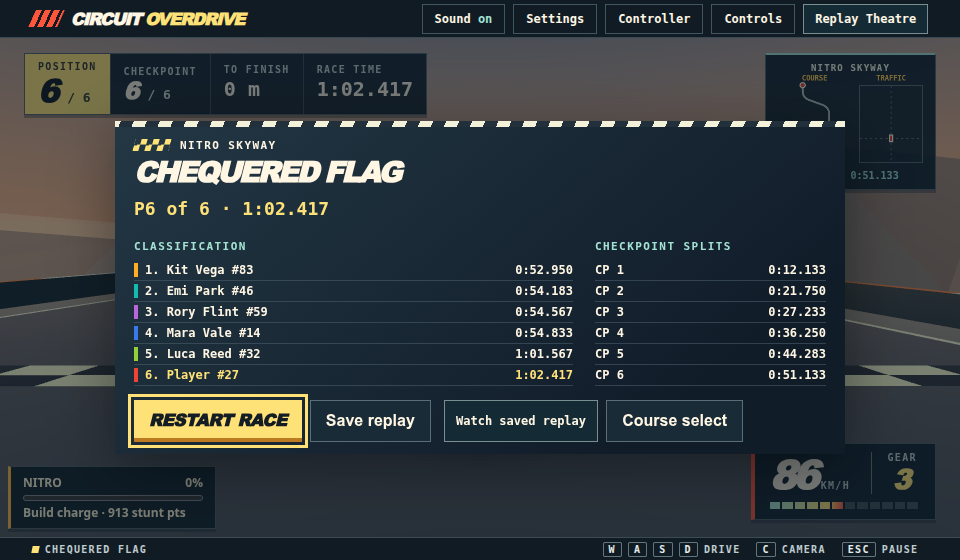 CIRCUIT OVERDRIVE
Sound on
Settings
Controller
Controls
Replay Theatre
POSITION
6 / 6
CHECKPOINT
6 / 6
TO FINISH
0 m
RACE TIME
1:02.417
NITRO SKYWAY
COURSE
TRAFFIC
0:51.133
NITRO SKYWAY
CHEQUERED FLAG
P6 of 6 · 1:02.417
CLASSIFICATION
1. Kit Vega #83 0:52.950
2. Emi Park #46 0:54.183
3. Rory Flint #59 0:54.567
4. Mara Vale #14 0:54.833
5. Luca Reed #32 1:01.567
6. Player #27 1:02.417
CHECKPOINT SPLITS
CP 1 0:12.133
CP 2 0:21.750
CP 3 0:27.233
CP 4 0:36.250
CP 5 0:44.283
CP 6 0:51.133
RESTART RACE
Save replay
Watch saved replay
Course select
NITRO 0%
Build charge · 913 stunt pts
86 KM/H
GEAR
3
CHEQUERED FLAG
W A S D DRIVE C CAMERA ESC PAUSE